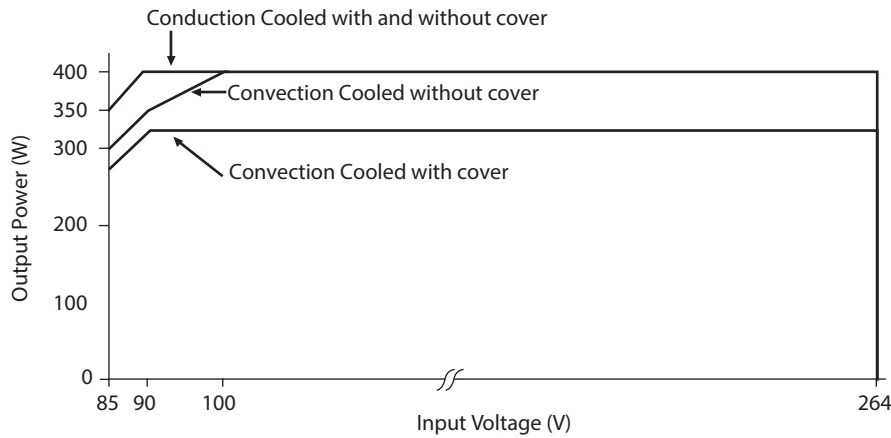 Conduction Cooled with and without cover
400
Convection Cooled without cover
350
300
Convection Cooled with cover
200
100
0
85 90 100 264
Input Voltage (V)
Output Power (W)